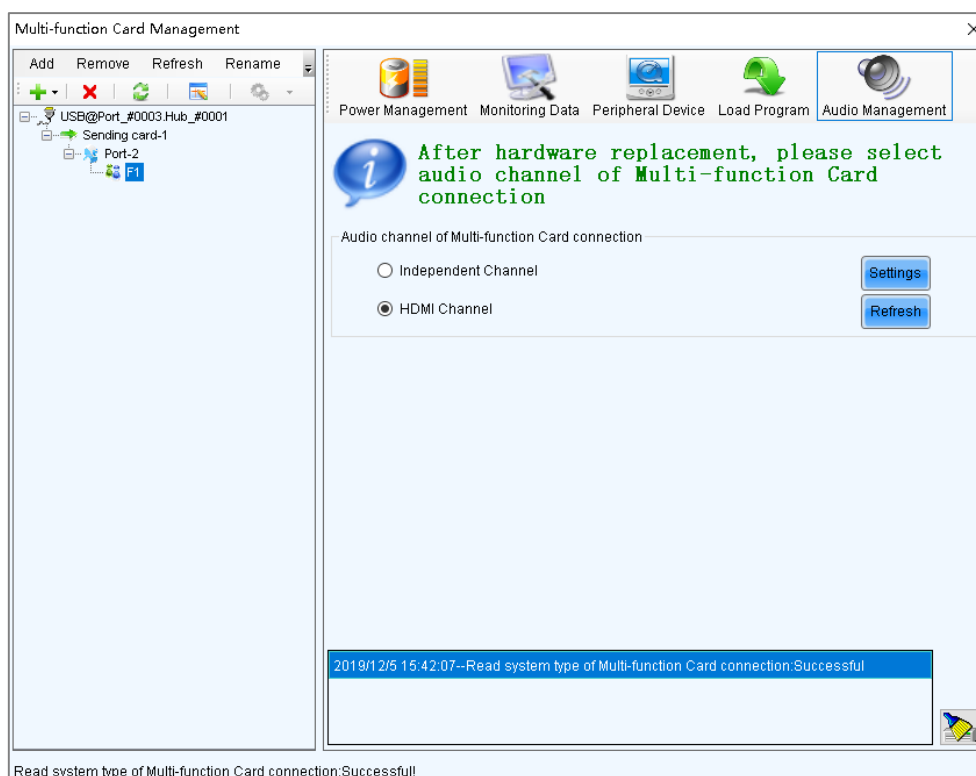 Multi-function Card Management
Add Remove Refresh Rename
USB@Port_#0003.Hub_#0001
Sending card-1
Port-2
F1
Power Management Monitoring Data Peripheral Device Load Program Audio Management
After hardware replacement, please select
audio channel of Multi-function Card
connection
Audio channel of Multi-function Card connection
Independent Channel
Settings
HDMI Channel
Refresh
2019/12/5 15:42:07--Read system type of Multi-function Card connection:Successful
Read system type of Multi-function Card connection:Successful!